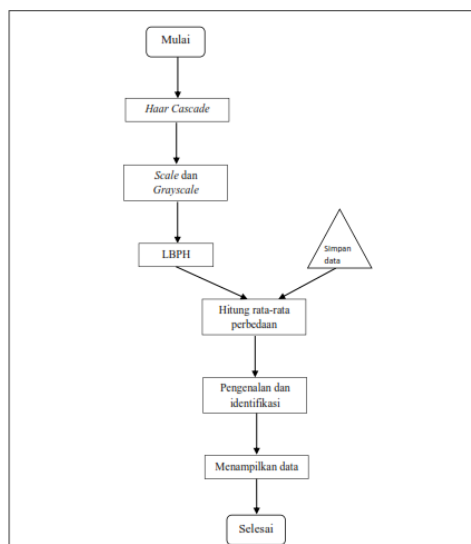 Mulai
Haar Cascade
Scale dan
Grayscale
LBPH
Simpan
data
Hitung rata-rata
perbedaan
Pengenalan dan
identifikasi
Menampilkan data
Selesai